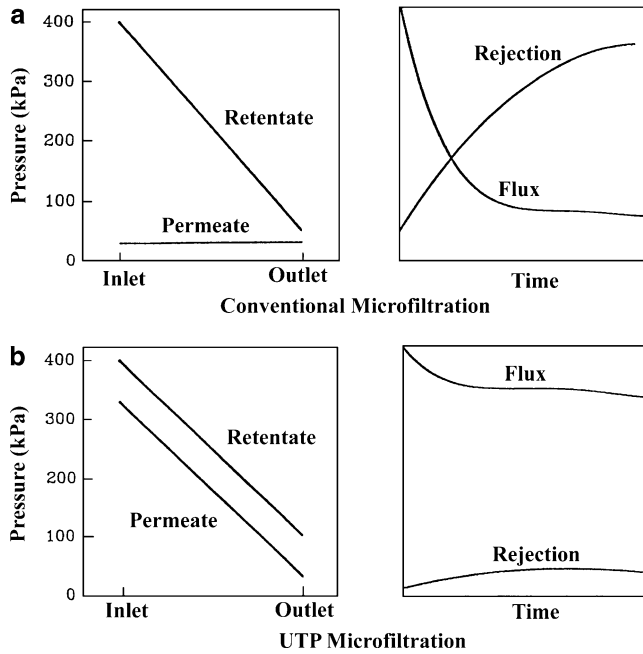 a
400
300
200
100
0
Pressure (kPa)
Retentate
Permeate
Inlet
Outlet
Rejection
Flux
Time
Conventional Microfiltration
b
400
300
200
100
0
Pressure (kPa)
Retentate
Permeate
Inlet
Outlet
Flux
Rejection
Time
UTP Microfiltration